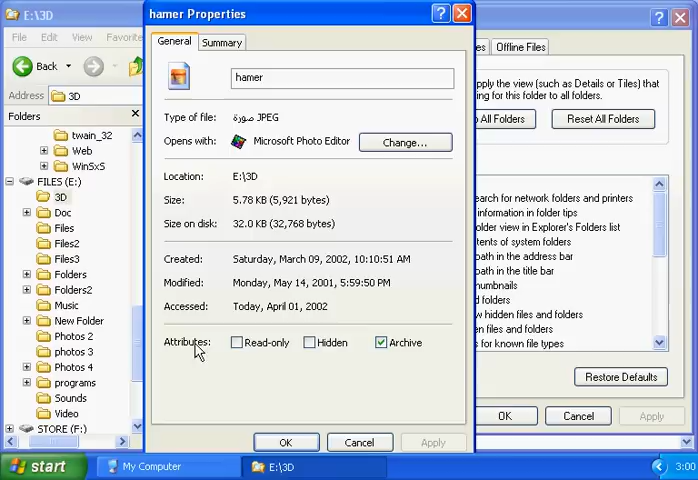 E:\3D
File Edit View Favorite
Back
Address 3D
Folders
twain_32
Web
WinSxS
FILES (E:)
3D
Doc
Files
Files2
Files3
Folders
Folders2
Music
New Folder
Photos 2
photos 3
Photos 4
programs
Sounds
Video
STORE (F:)
hamer Properties
General Summary
hamer
Type of file: صورة JPEG
Opens with: Microsoft Photo Editor Change...
Location: E:\3D
Size: 5.78 KB (5,921 bytes)
Size on disk: 32.0 KB (32,768 bytes)
Created: Saturday, March 09, 2002, 10:10:51 AM
Modified: Monday, May 14, 2001, 5:59:50 PM
Accessed: Today, April 01, 2002
Attributes: Read-only Hidden Archive
OK Cancel Apply
es Offline Files
pply the view (such as Details or Tiles) that
ng for this folder to all folders.
o All Folders Reset All Folders
earch for network folders and printers
information in folder tips
older view in Explorer's Folders list
tents of system folders
path in the address bar
path in the title bar
umbnails
d folders
w hidden files and folders
en files and folders
s for known file types
Restore Defaults
OK Cancel Apply
start My Computer E:\3D 3:00